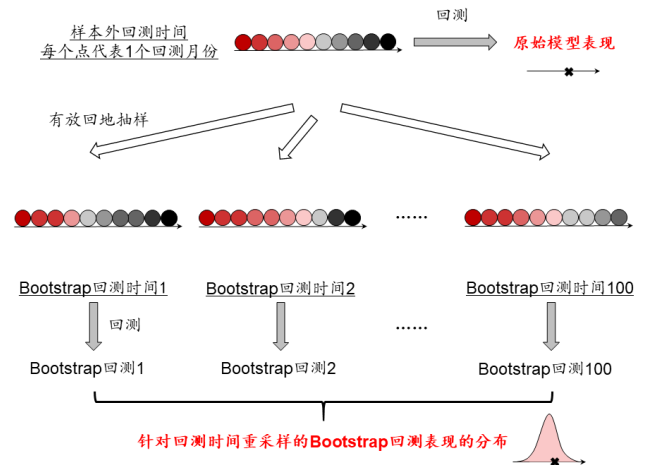 样本外回测时间
每个点代表1个回测月份
回测
原始模型表现
有放回地抽样
······
Bootstrap回测时间1
Bootstrap回测时间2
Bootstrap回测时间100
回测
······
Bootstrap回测1
Bootstrap回测2
Bootstrap回测100
针对回测时间重采样的Bootstrap回测表现的分布